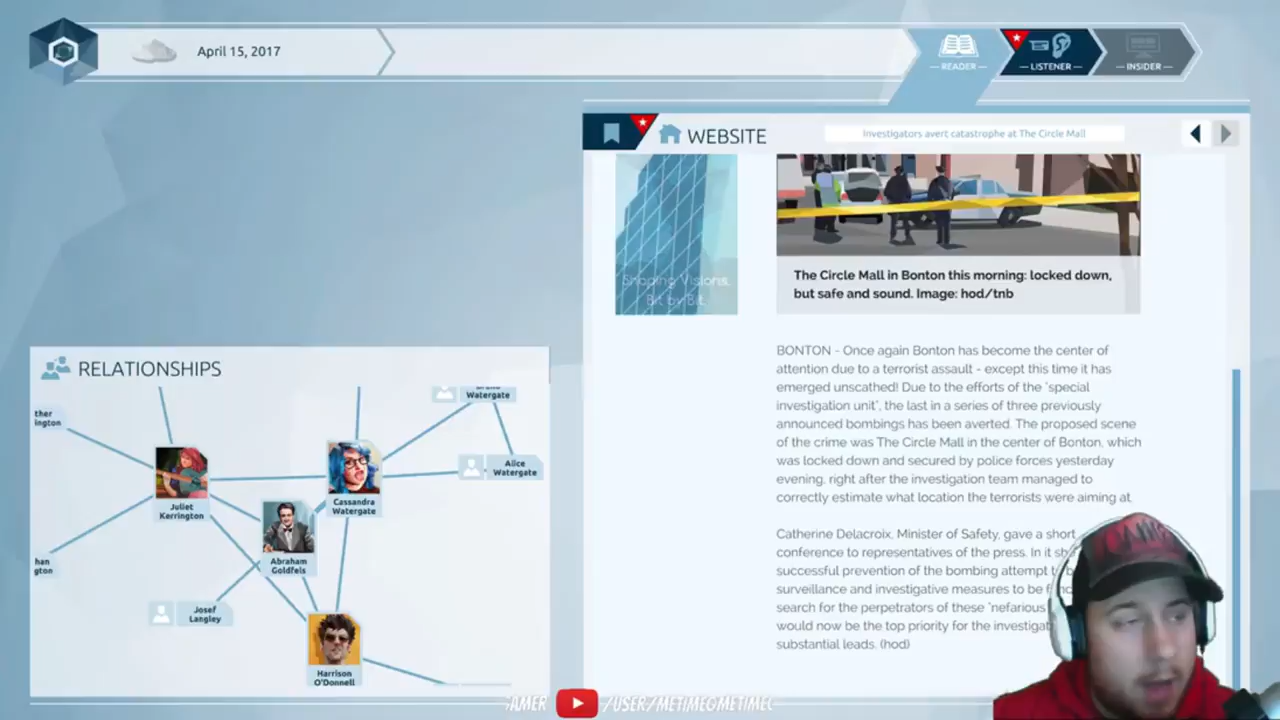 April 15, 2017
READER
LISTENER
INSIDER
WEBSITE
Investigators avert catastrophe at The Circle Mall
Shaping Visions,
Bit by Bit.
The Circle Mall in Bonton this morning: locked down,
but safe and sound. Image: hod/tnb
BONTON - Once again Bonton has become the center of
attention due to a terrorist assault - except this time it has
emerged unscathed! Due to the efforts of the "special
investigation unit", the last in a series of three previously
announced bombings has been averted. The proposed scene
of the crime was The Circle Mall in the center of Bonton, which
was locked down and secured by police forces yesterday
evening, right after the investigation team managed to
correctly estimate what location the terrorists were aiming at.
Catherine Delacroix, Minister of Safety, gave a short
conference to representatives of the press. In it
successful prevention of the bombing attempt
surveillance and investigative measures to be
search for the perpetrators of these "nefarious
would now be the top priority for the
substantial leads. (hod)
RELATIONSHIPS
Watergate
ther
ington
Alice
Watergate
Juliet
Kerrington
Cassandra
Watergate
Abraham
Goldfels
han
gton
Josef
Langley
Harrison
O'Donnell
AMER /USER/METIMEGMETIMEG